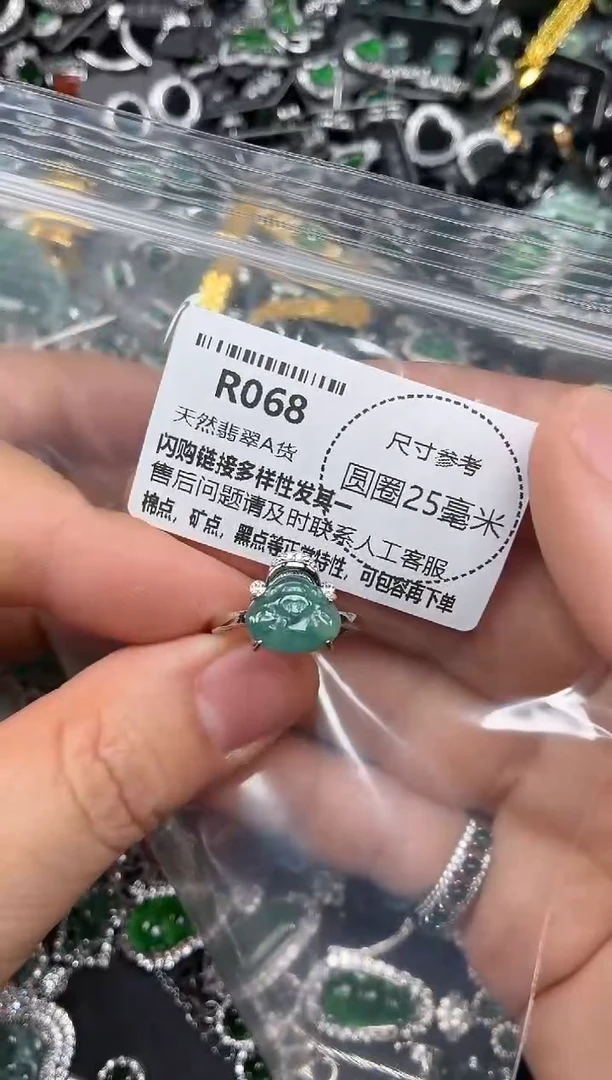 R068
天然翡翠A货
尺寸参考
圆圈25毫米
闪购链接多样性发其一
售后问题请及时联系人工客服
棉点，矿点，黑点等正常特性，可包容再下单